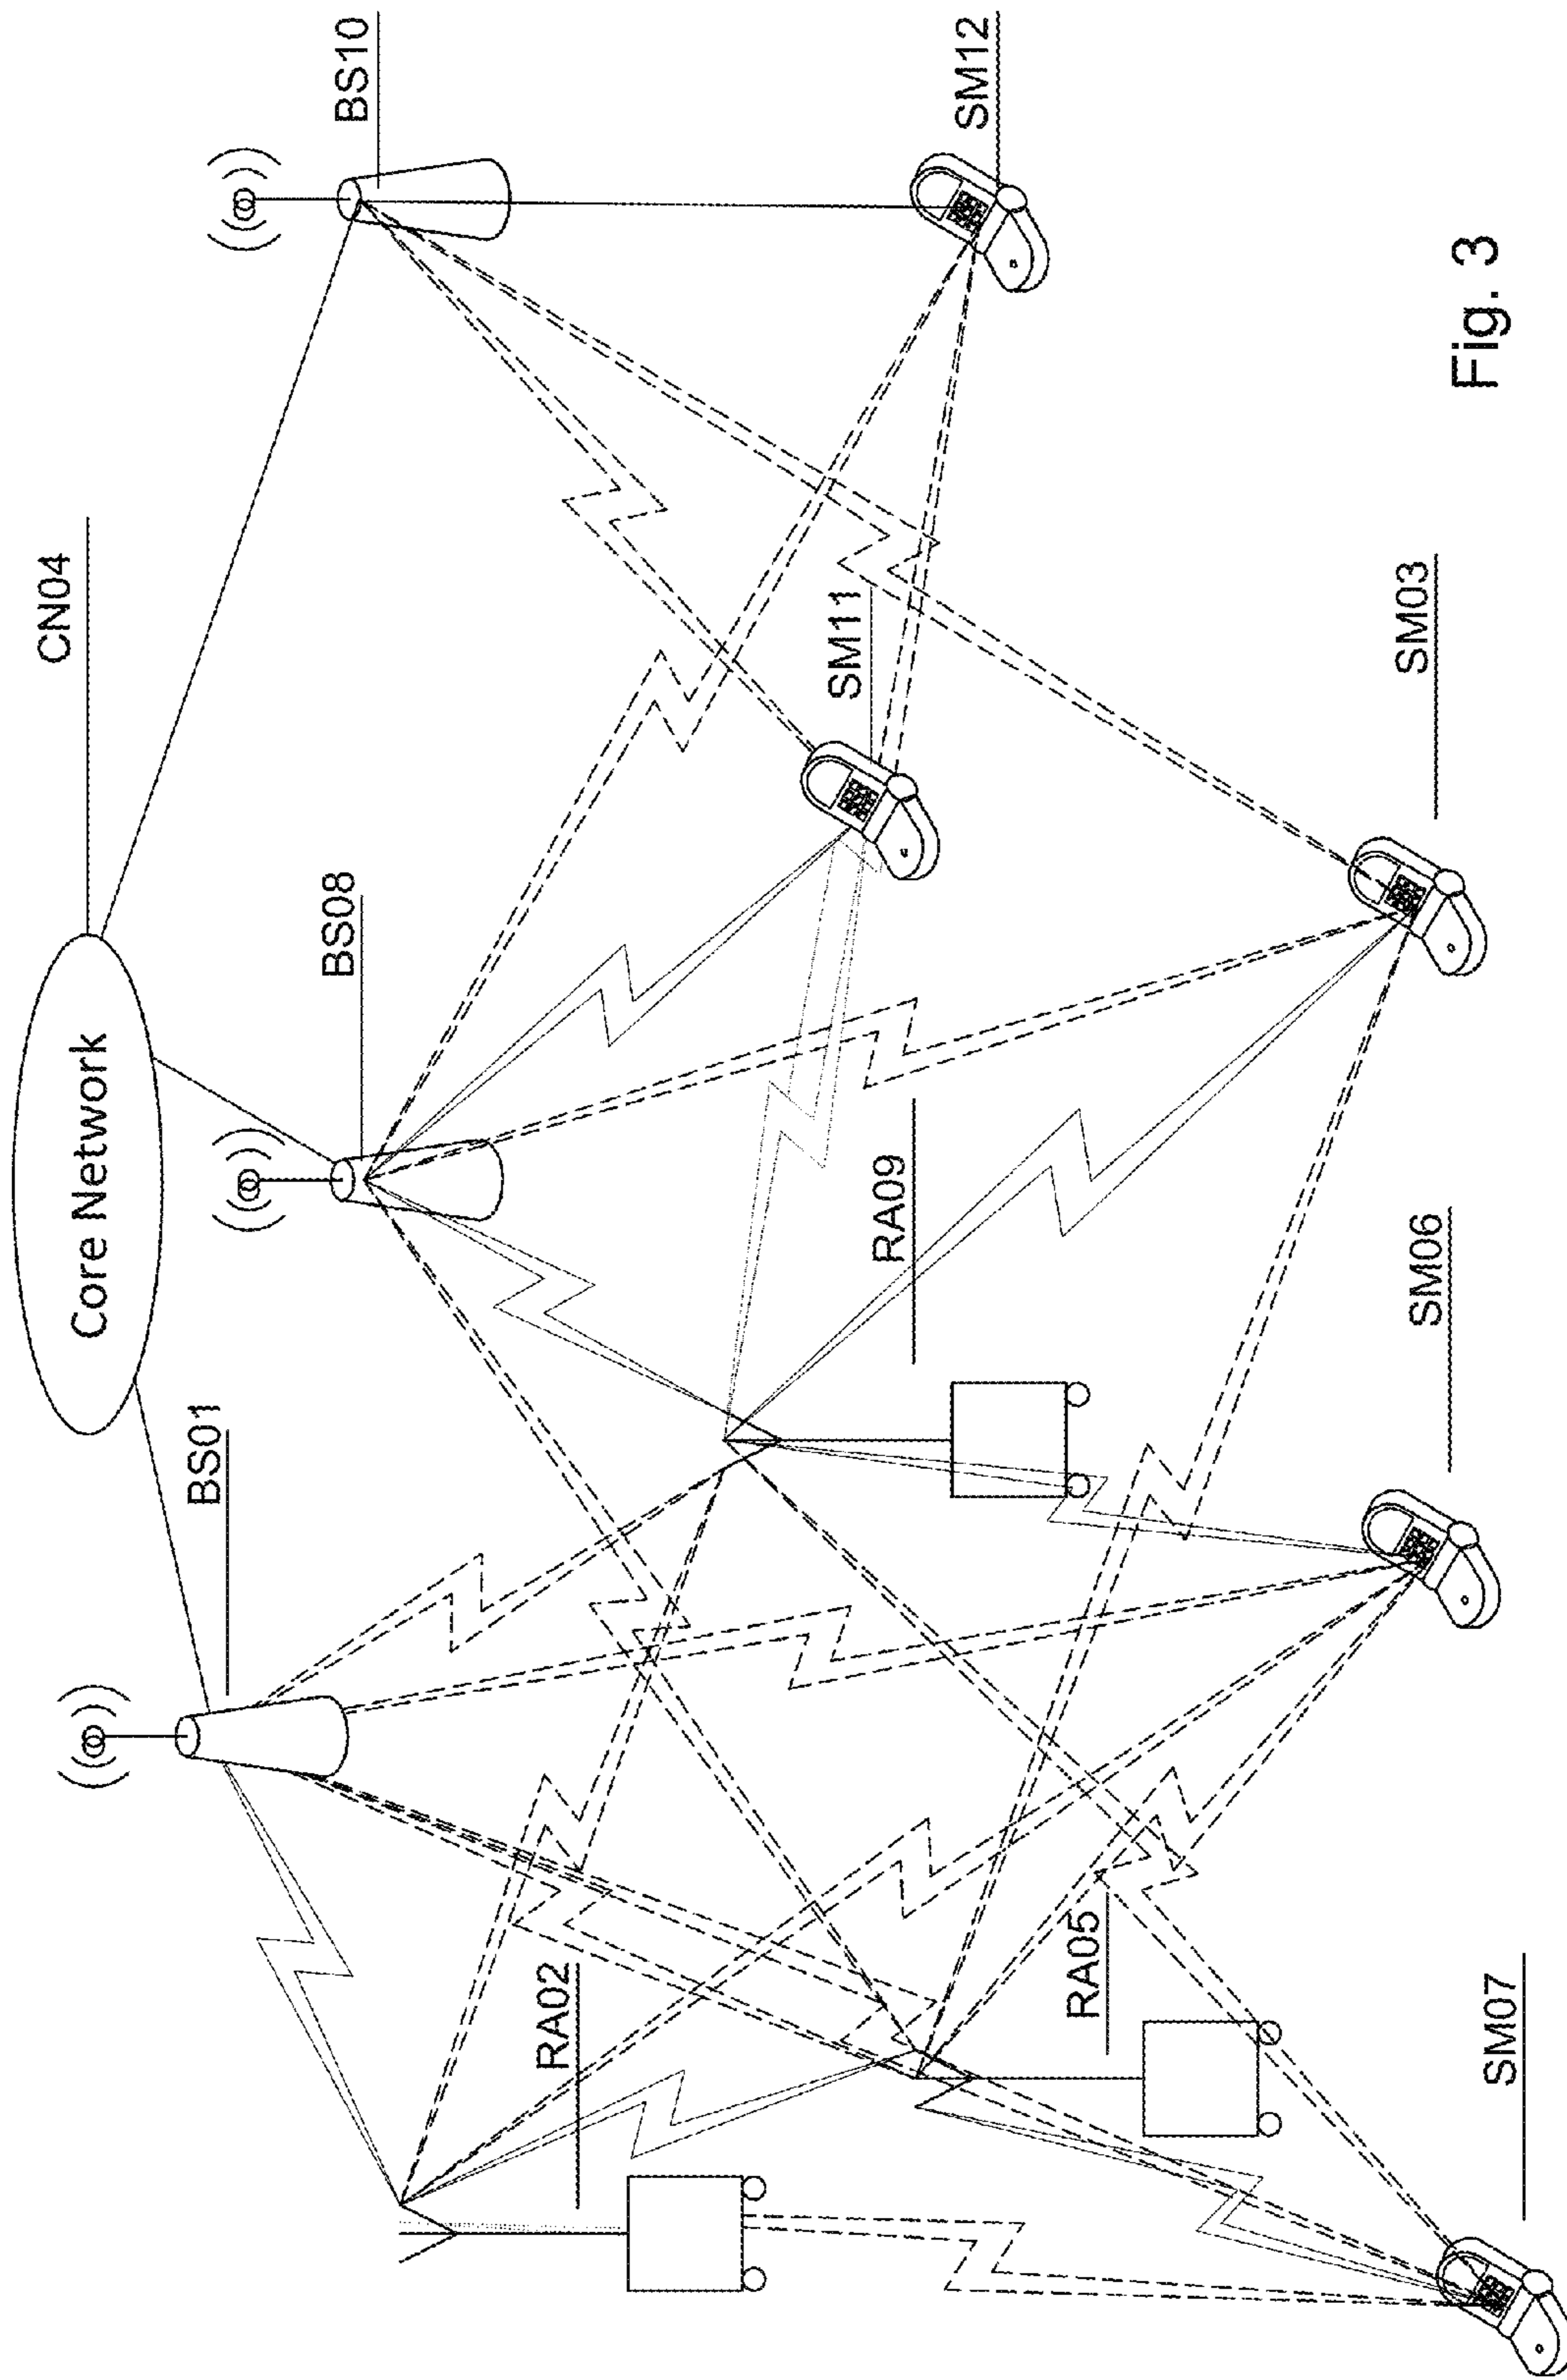 CN04
Core Network
BS01
BS08
BS10
RA02
RA09
SM11
SM12
RA05
SM07
SM06
SM03
Fig. 3